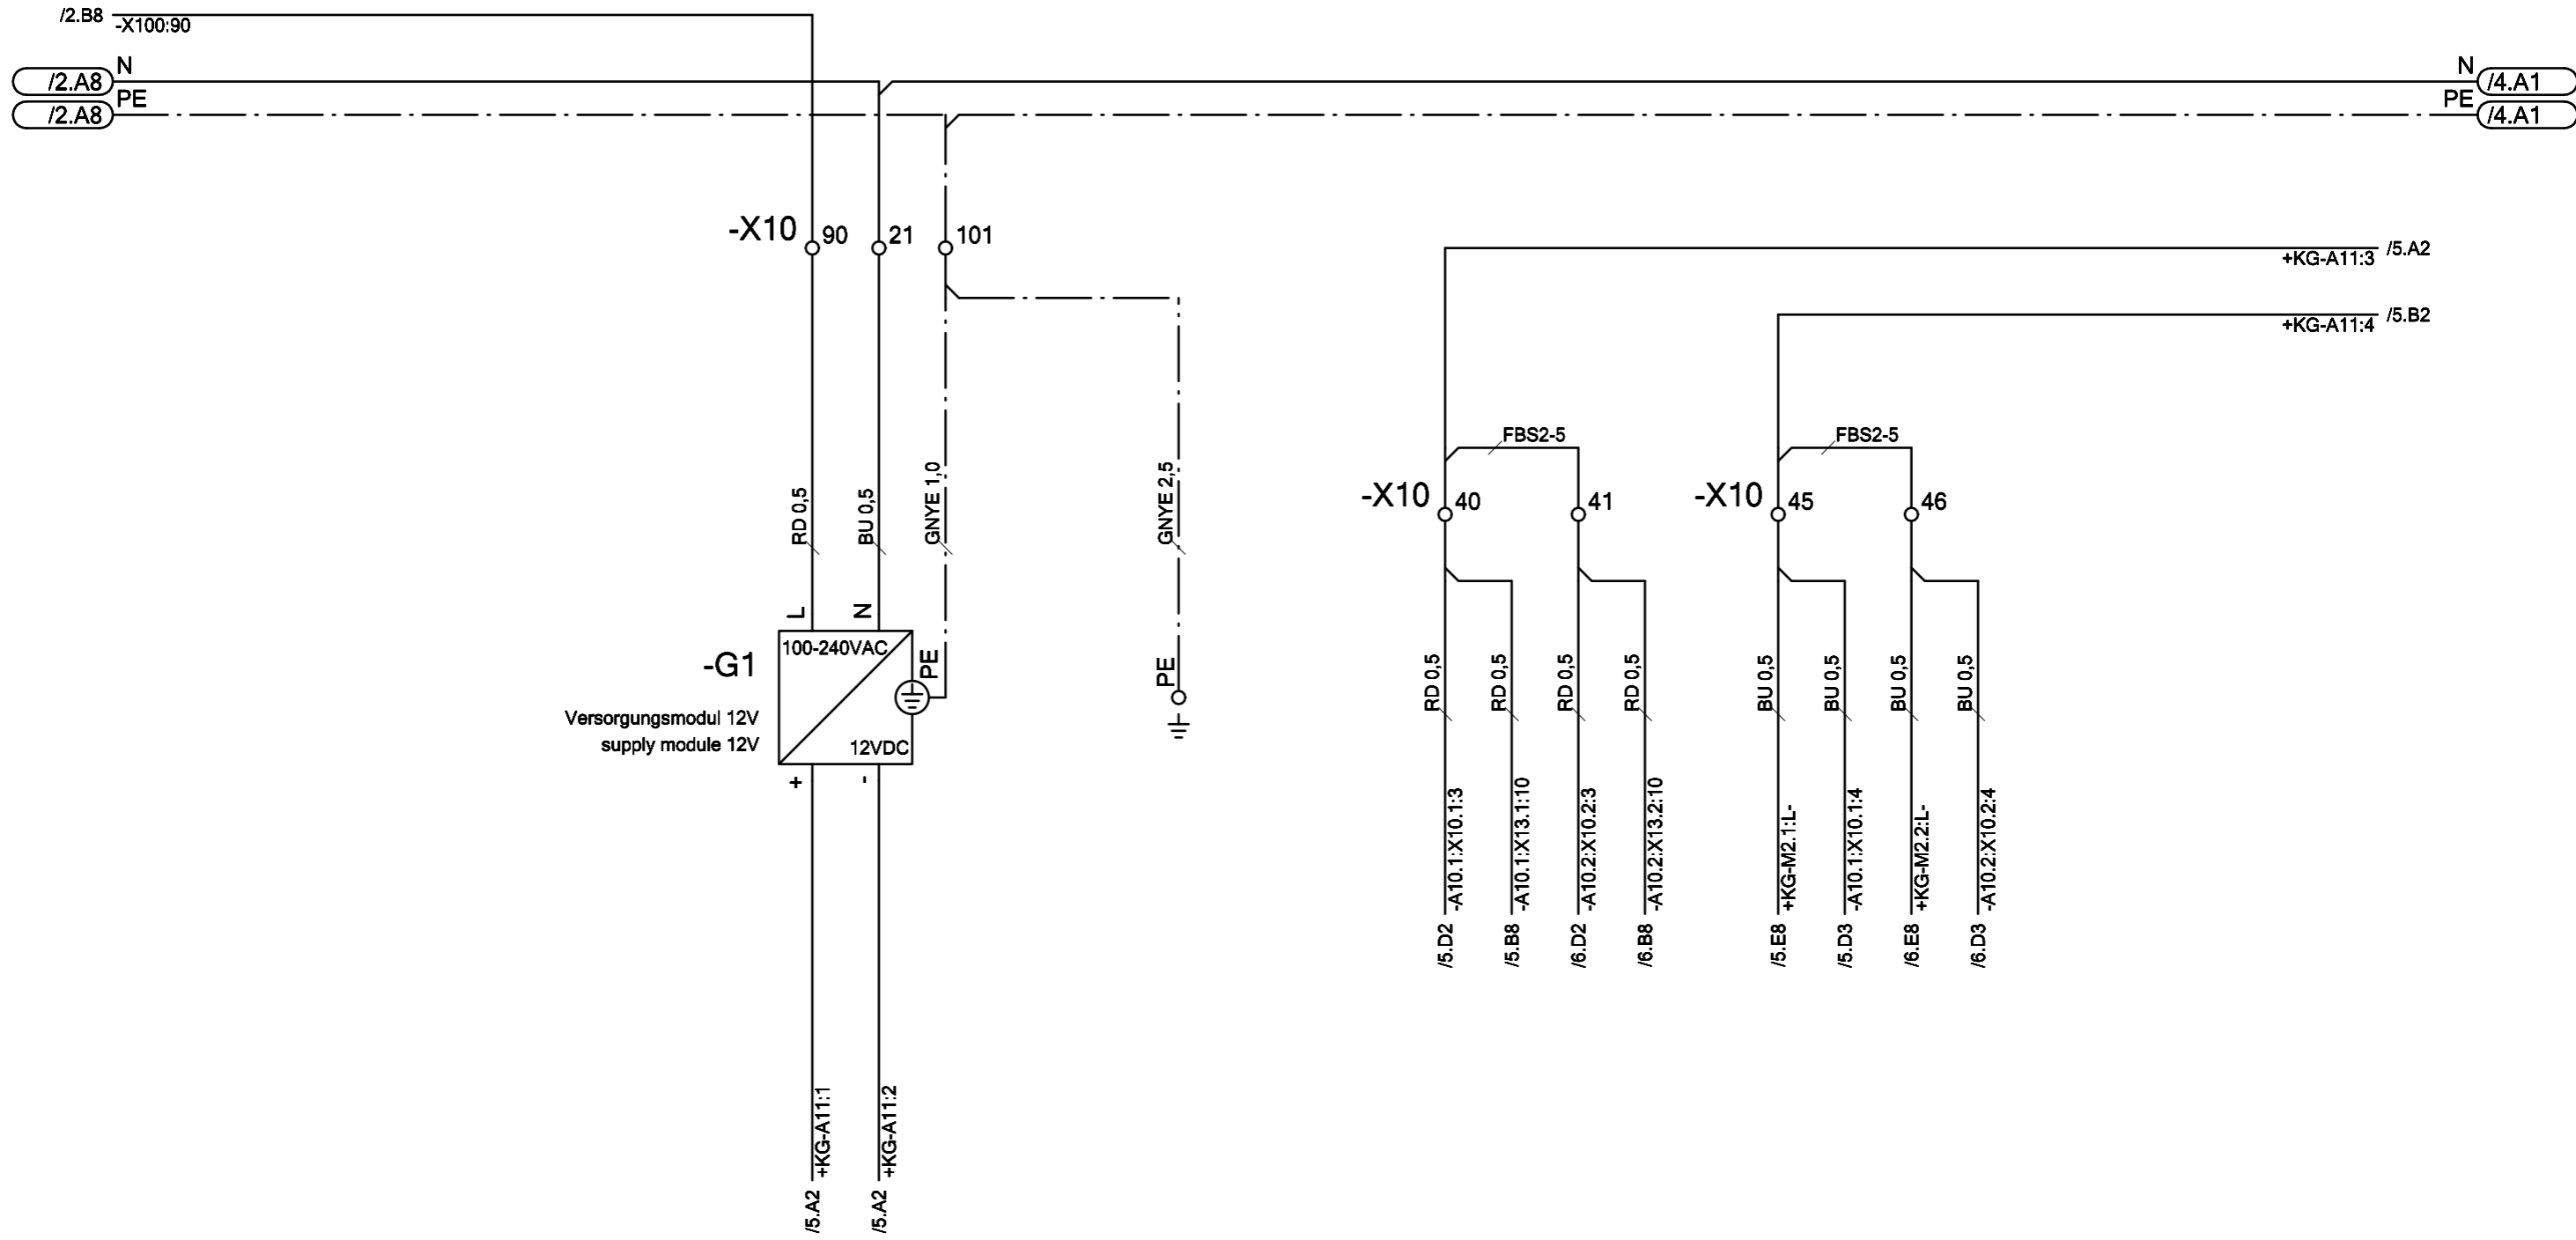 /2.B8
-X100:90
/2.A8 N
N /4.A1
/2.A8 PE
PE /4.A1
-X10 90 21 101
+KG-A11:3 /5.A2
+KG-A11:4 /5.B2
FBS2-5
FBS2-5
-X10 40 41
-X10 45 46
RD 0,5
BU 0,5
GNYE 1,0
GNYE 2,5
L
N
100-240VAC
-G1
PE
PE
Versorgungsmodul 12V
supply module 12V
12VDC
+
-
RD 0,5
RD 0,5
RD 0,5
RD 0,5
BU 0,5
BU 0,5
BU 0,5
BU 0,5
-A10.1:X10.1:3
-A10.1:X13.1:10
-A10.2:X10.2:3
-A10.2:X13.2:10
+KG-M2.1:L-
-A10.1:X10.1:4
+KG-M2.2:L-
-A10.2:X10.2:4
/5.D2
/5.B8
/6.D2
/6.B8
/5.E8
/5.D3
/6.E8
/6.D3
+KG-A11:1
+KG-A11:2
/5.A2
/5.A2